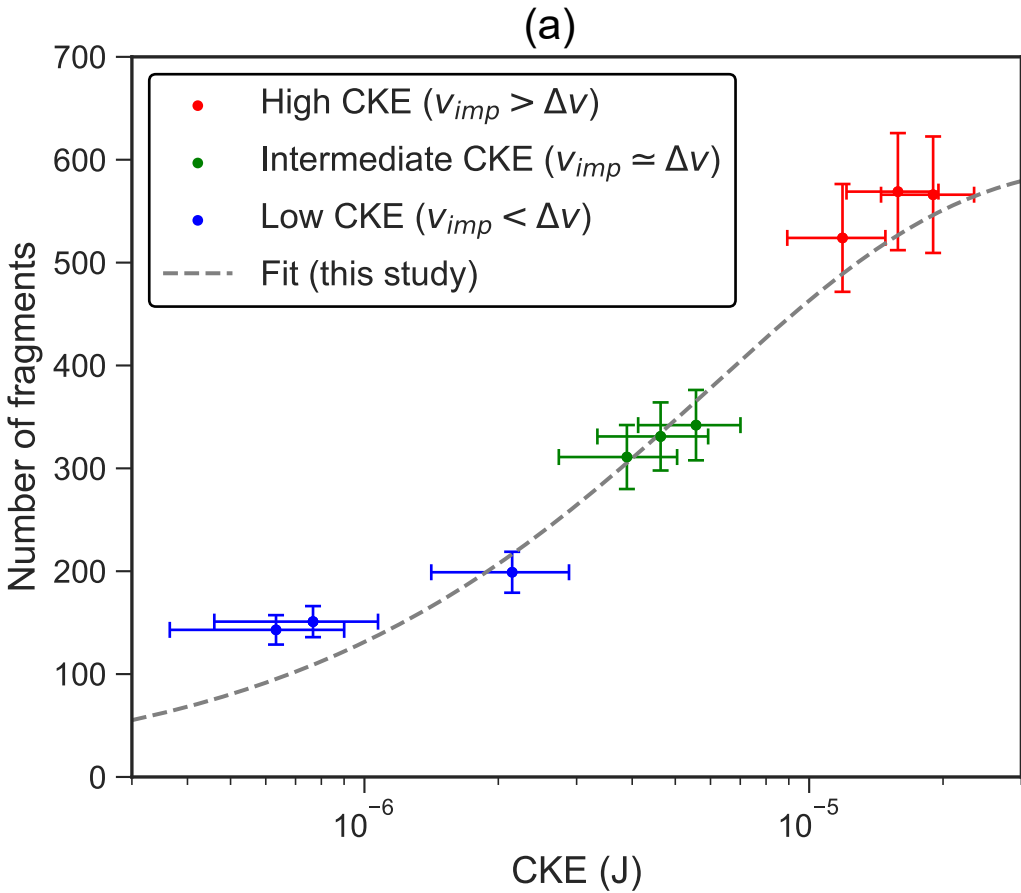 (a)
700
600
500
400
300
200
100
0
Number of fragments
High CKE (v_imp > Δv)
Intermediate CKE (v_imp ≃ Δv)
Low CKE (v_imp < Δv)
Fit (this study)
10⁻⁶
10⁻⁵
CKE (J)